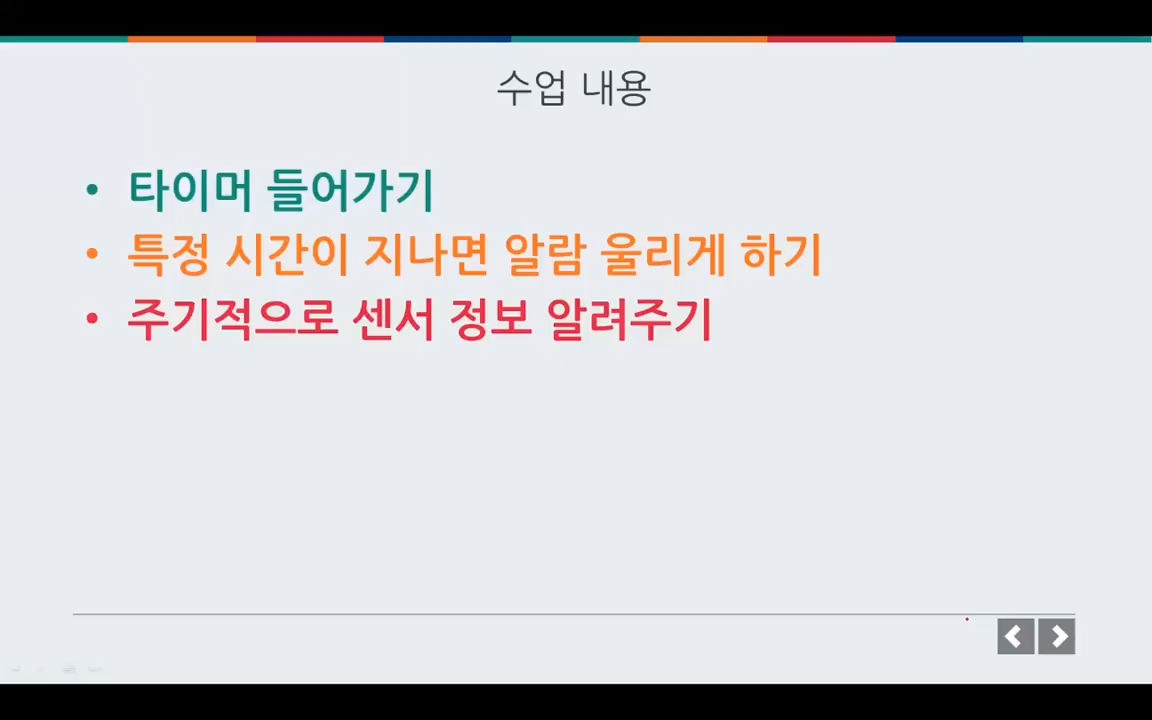 수업 내용
• 타이머 들어가기
• 특정 시간이 지나면 알람 울리게 하기
• 주기적으로 센서 정보 알려주기